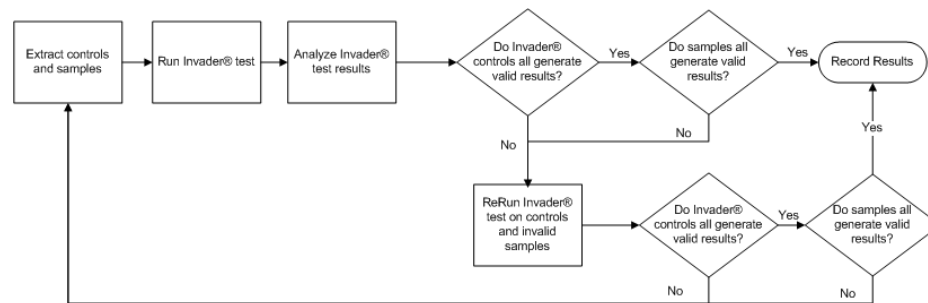 Extract controls
and samples
Run Invader® test
Analyze Invader®
test results
Do Invader®
controls all generate
valid results?
Yes
Do samples all
generate valid
results?
Yes
Record Results
No
No
Yes
ReRun Invader®
test on controls
and invalid
samples
Do Invader®
controls all generate
valid results?
Yes
Do samples all
generate valid
results?
No
No